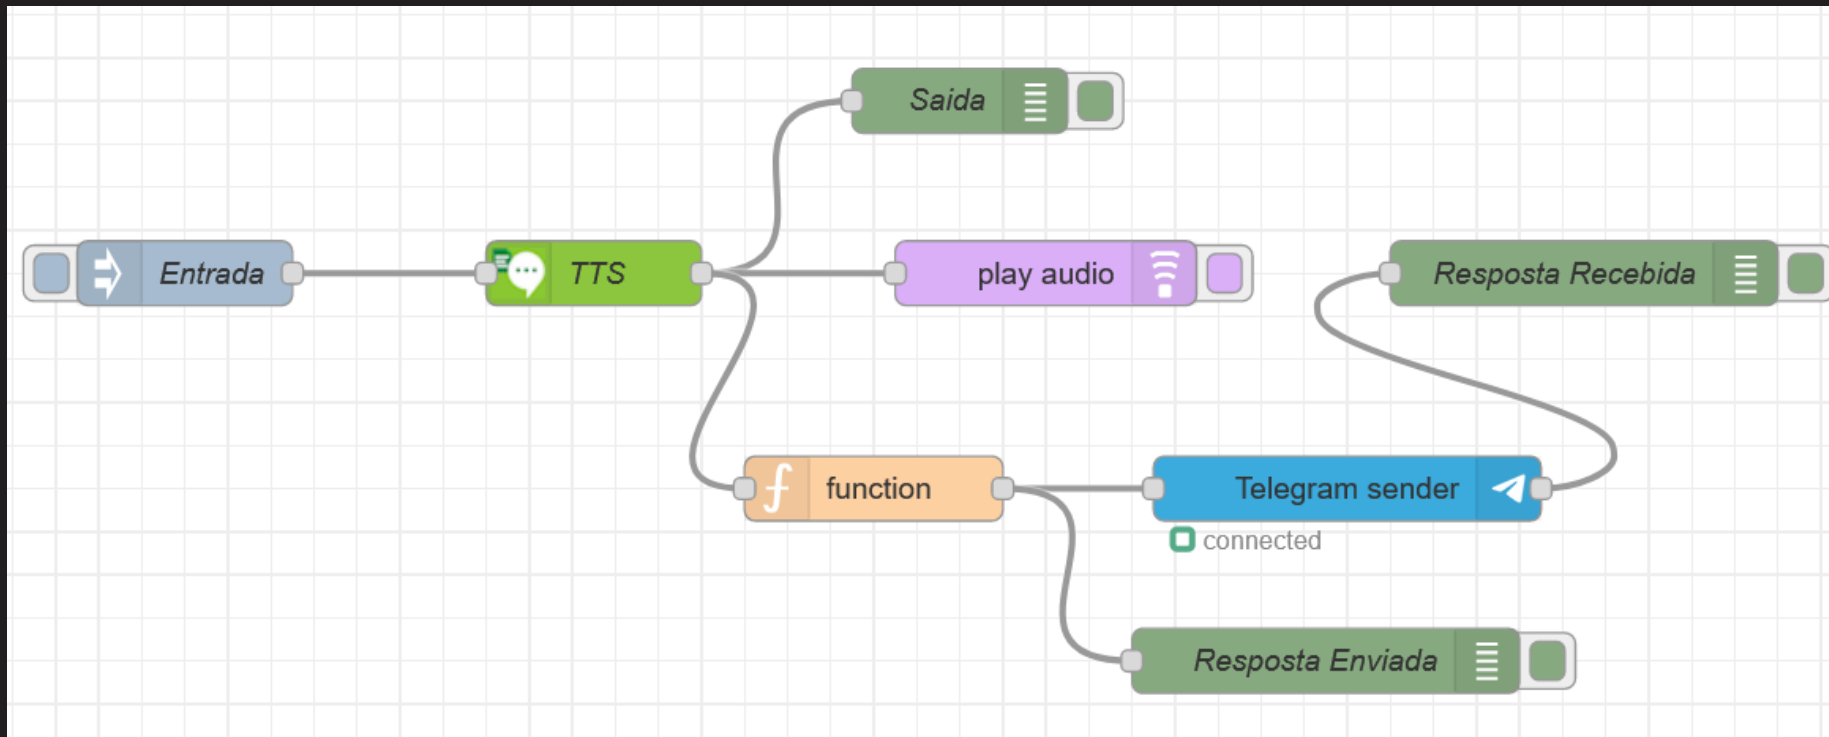 Saida
Entrada
TTS
play audio
Resposta Recebida
function
Telegram sender
connected
Resposta Enviada